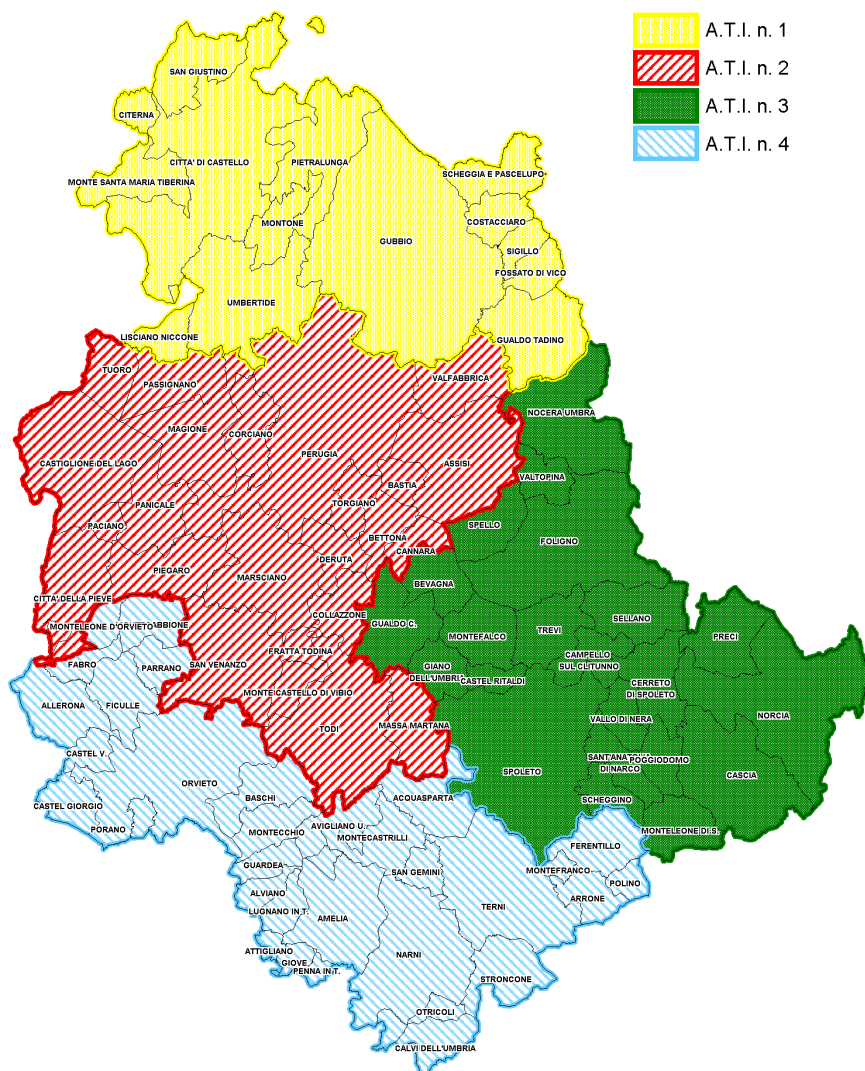 A.T.I. n. 1
A.T.I. n. 2
A.T.I. n. 3
A.T.I. n. 4
SAN GIUSTINO
CITERNA
CITTA' DI CASTELLO
PIETRALUNGA
MONTE SANTA MARIA TIBERINA
SCHEGGIA E PASCELUPO
COSTACCIARO
MONTONE
GUBBIO
SIGILLO
FOSSATO DI VICO
UMBERTIDE
LISCIANO NICCONE
GUALDO TADINO
TUORO
PASSIGNANO
VALFABBRICA
NOCERA UMBRA
MAGIONE
CORCIANO
PERUGIA
CASTIGLIONE DEL LAGO
ASSISI
VALTOPINA
BASTIA
PANICALE
TORGIANO
PACIANO
SPELLO
BETTONA
FOLIGNO
CANNARA
DERUTA
PIEGARO
MARSCIANO
BEVAGNA
CITTA' DELLA PIEVE
COLLAZZONE
SELLANO
MONTELEONE D'ORVIETO
ABBIONE
GUALDO C.
TREVI
MONTEFALCO
PRECI
FRATTA TODINA
CAMPELLO
SUL CLITUNNO
FABRO
PARRANO
SAN VENANZO
GIANO
DELL'UMBRI
CASTEL RITALDI
CERRETO
DI SPOLETO
MONTE CASTELLO DI VIBIO
ALLERONA
FICULLE
NORCIA
VALLO DI NERA
TODI
MASSA MARTANA
CASTEL V.
SANT'ANATO
DI NARCO
POGGIODOMO
SPOLETO
CASCIA
ORVIETO
CASTEL GIORGIO
BASCHI
ACQUASPARTA
SCHEGGINO
PORANO
MONTECCHIO
AVIGLIANO U.
MONTECASTRILLI
MONTELEONE DI S.
FERENTILLO
GUARDEA
SAN GEMINI
MONTEFRANCO
POLINO
ALVIANO
ARRONE
LUGNANO IN T.
AMELIA
TERNI
ATTIGLIANO
NARNI
GIOVE
PENNA IN T.
STRONCONE
OTRICOLI
CALVI DELL'UMBRIA